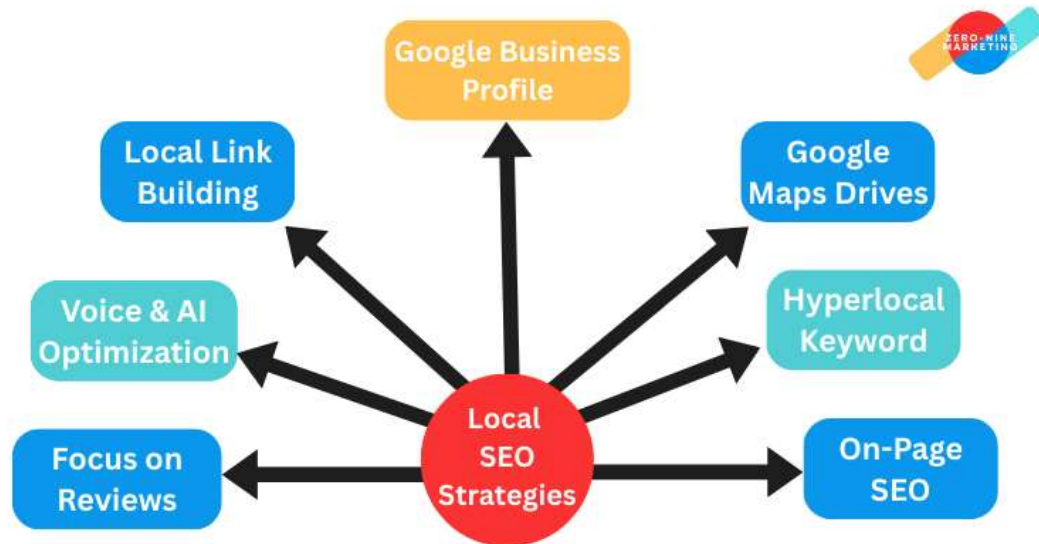 Google Business
Profile
ZERO-NINE
MARKETING
Local Link
Building
Google
Maps Drives
Voice & AI
Optimization
Hyperlocal
Keyword
Focus on
Reviews
Local
SEO
Strategies
On-Page
SEO